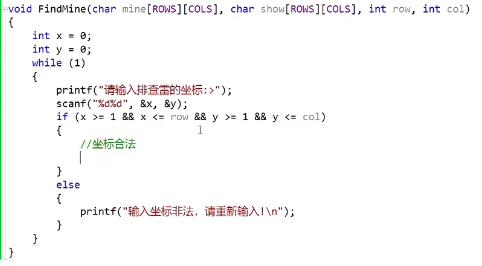 void FindMine(char mine[ROWS][COLS], char show[ROWS][COLS], int row, int col)
{
int x = 0;
int y = 0;
while (1)
{
printf("请输入排查雷的坐标:>");
scanf("%d%d", &x, &y);
if (x >= 1 && x <= row && y >= 1 && y <= col)
{
//坐标合法
}
else
{
printf("输入坐标非法，请重新输入!\n");
}
}
}